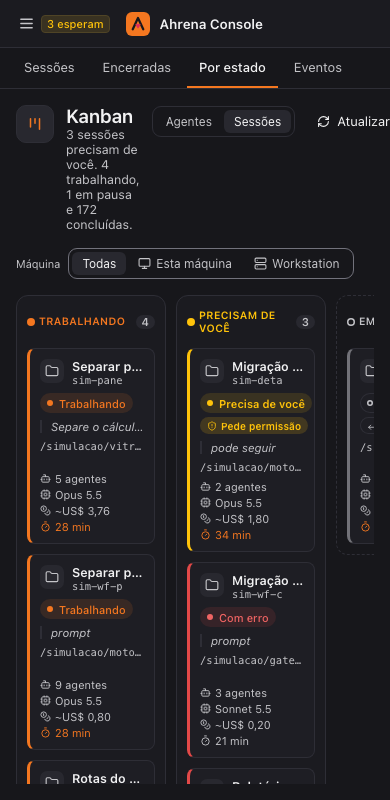 3 esperam
Ahrena Console
Sessões
Encerradas
Por estado
Eventos
Kanban
3 sessões
precisam de
você. 4
trabalhando,
1 em pausa
e 172
concluídas.
Agentes
Sessões
Atualizar
Máquina
Todas
Esta máquina
Workstation
TRABALHANDO
4
Separar p…
sim-pane
Trabalhando
Separe o cálcul…
/simulacao/vitr…
5 agentes
Opus 5.5
~US$ 3,76
28 min
Separar p…
sim-wf-p
Trabalhando
prompt
/simulacao/moto…
9 agentes
Opus 5.5
~US$ 0,80
28 min
Rotas do …
PRECISAM DE
VOCÊ
3
Migração …
sim-deta
Precisa de você
Pede permissão
pode seguir
/simulacao/moto…
2 agentes
Opus 5.5
~US$ 1,80
34 min
Migração …
sim-wf-c
Com erro
prompt
/simulacao/gate…
3 agentes
Sonnet 5.5
~US$ 0,20
21 min
EM
/s